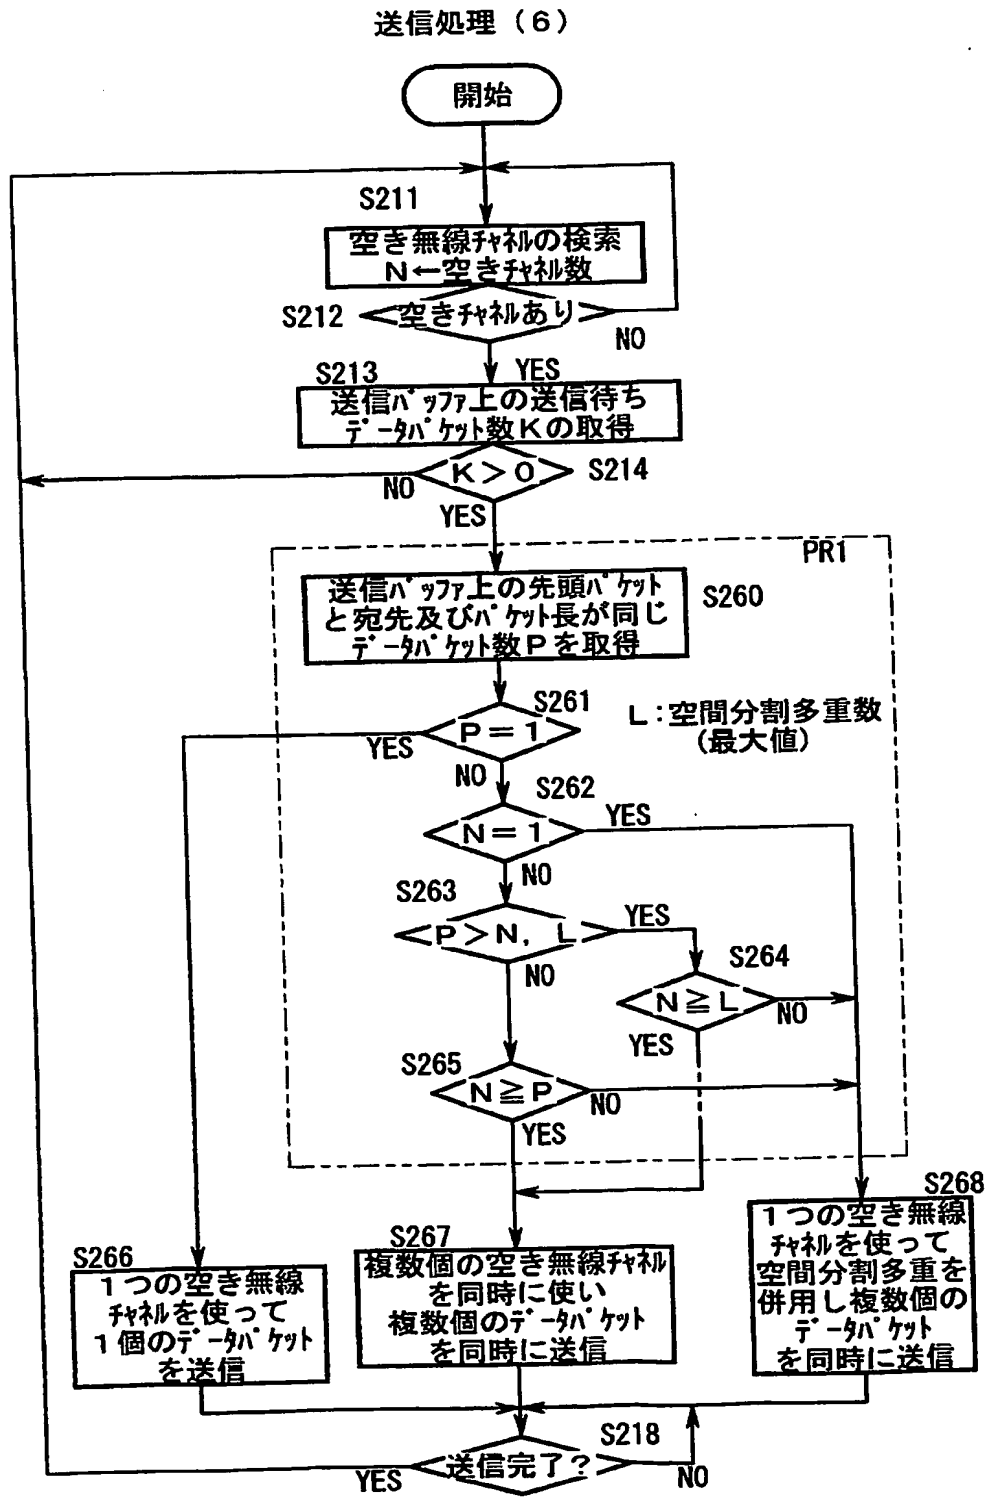 送信処理（6）
開始
S211
空き無線チャネルの検索
N←空きチャネル数
S212
空きチャネルあり
NO
YES
S213
送信バッファ上の送信待ち
データパケット数Kの取得
K＞0
S214
NO
YES
PR1
送信バッファ上の先頭パケット
と宛先及びパケット長が同じ
データパケット数Pを取得
S260
S261
P＝1
YES
NO
L：空間分割多重数
(最大値)
S262
N＝1
YES
NO
S263
P＞N，L
YES
NO
S264
N≧L
NO
YES
S265
N≧P
NO
YES
S266
1つの空き無線
チャネルを使って
1個のデータパケット
を送信
S267
複数個の空き無線チャネル
を同時に使い
複数個のデータパケット
を同時に送信
S268
1つの空き無線
チャネルを使って
空間分割多重を
併用し複数個の
データパケット
を同時に送信
S218
送信完了?
YES
NO